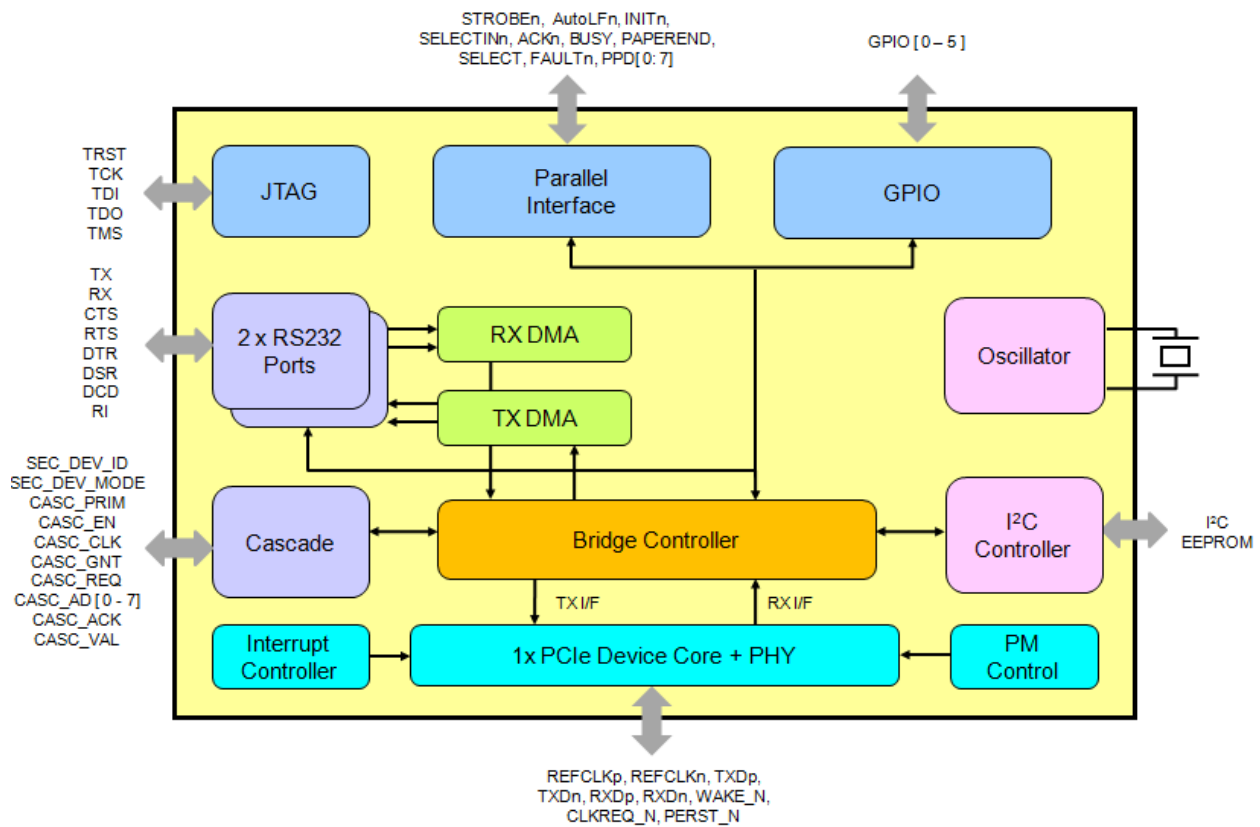 STROBEn, AutoLFn, INITn,
SELECTINn, ACKn, BUSY, PAPEREND,
SELECT, FAULTn, PPD[ 0: 7]
GPIO [ 0 – 5 ]
TRST
TCK
TDI
TDO
TMS
JTAG
Parallel
Interface
GPIO
TX
RX
CTS
RTS
DTR
DSR
DCD
RI
2 x RS232
Ports
RX DMA
TX DMA
Oscillator
SEC_DEV_ID
SEC_DEV_MODE
CASC_PRIM
CASC_EN
CASC_CLK
CASC_GNT
CASC_REQ
CASC_AD [ 0 - 7 ]
CASC_ACK
CASC_VAL
Cascade
Bridge Controller
I²C
Controller
I²C
EEPROM
TX I/F
RX I/F
Interrupt
Controller
1x PCIe Device Core + PHY
PM
Control
REFCLKp, REFCLKn, TXDp,
TXDn, RXDp, RXDn, WAKE_N,
CLKREQ_N, PERST_N